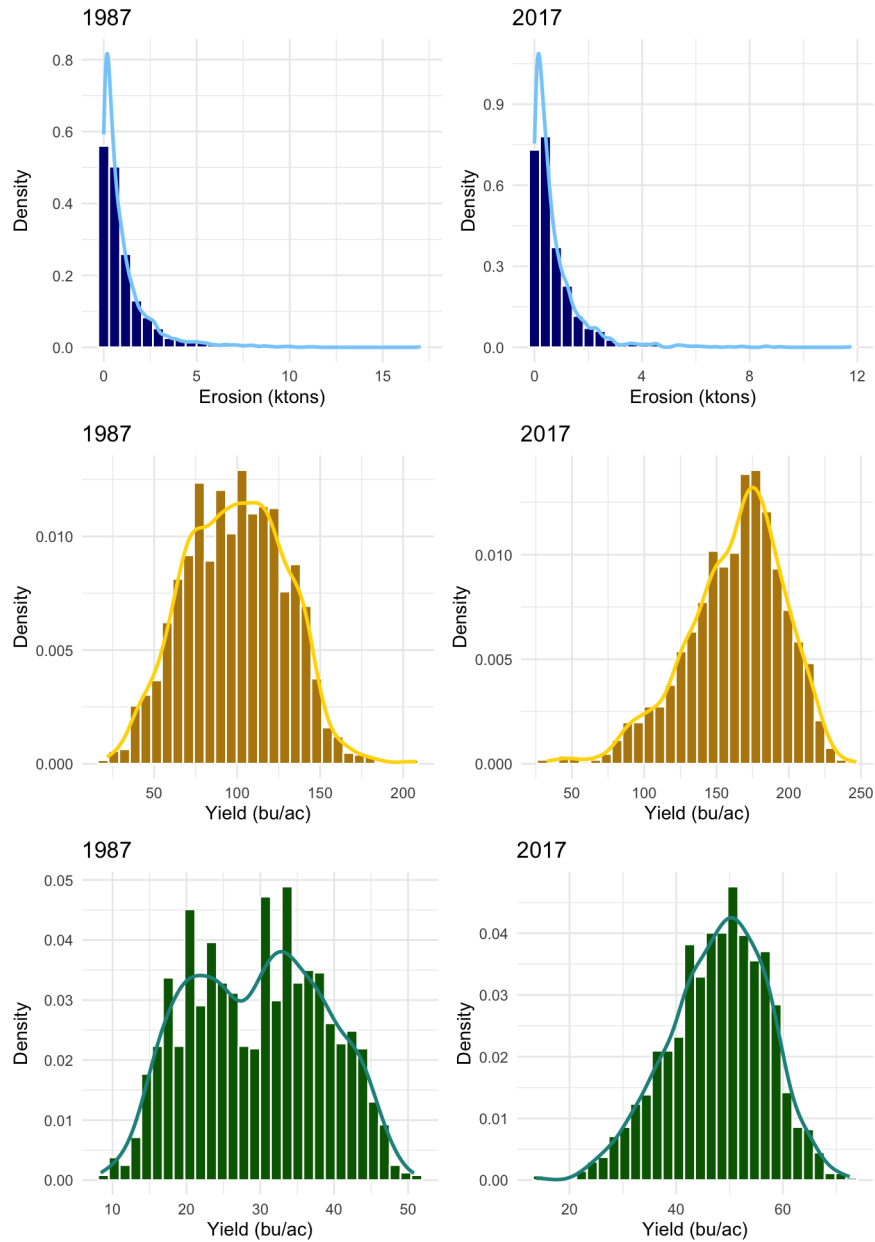 1987
2017
0.8
0.6
0.4
0.2
0.0
Density
0 5 10 15
Erosion (ktons)
0.9
0.6
0.3
0.0
Density
0 4 8 12
Erosion (ktons)
1987
2017
0.010
0.005
0.000
Density
50 100 150 200
Yield (bu/ac)
0.010
0.005
0.000
Density
50 100 150 200 250
Yield (bu/ac)
1987
2017
0.05
0.04
0.03
0.02
0.01
0.00
Density
10 20 30 40 50
Yield (bu/ac)
0.04
0.03
0.02
0.01
0.00
Density
20 40 60
Yield (bu/ac)